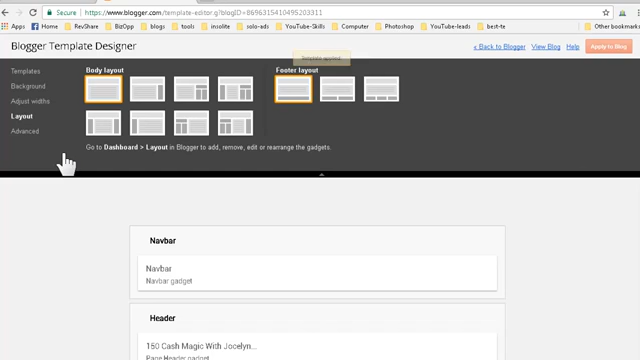 Secure https://www.blogger.com/template-editor.g?blogID=8696315410495203311
Home RevShare BizOpp blogs tools insolite solo-ads YouTube-Skills Computer Photoshop YouTube-leads best-te Other bookmarks
Blogger Template Designer
Template applied.
< Back to Blogger View Blog Help Apply to Blog
Templates
Background
Adjust widths
Layout
Advanced
Body layout
Footer layout
Go to Dashboard > Layout in Blogger to add, remove, edit or rearrange the gadgets.
Navbar
Navbar
Navbar gadget
Header
150 Cash Magic With Jocelyn...
Page Header gadget